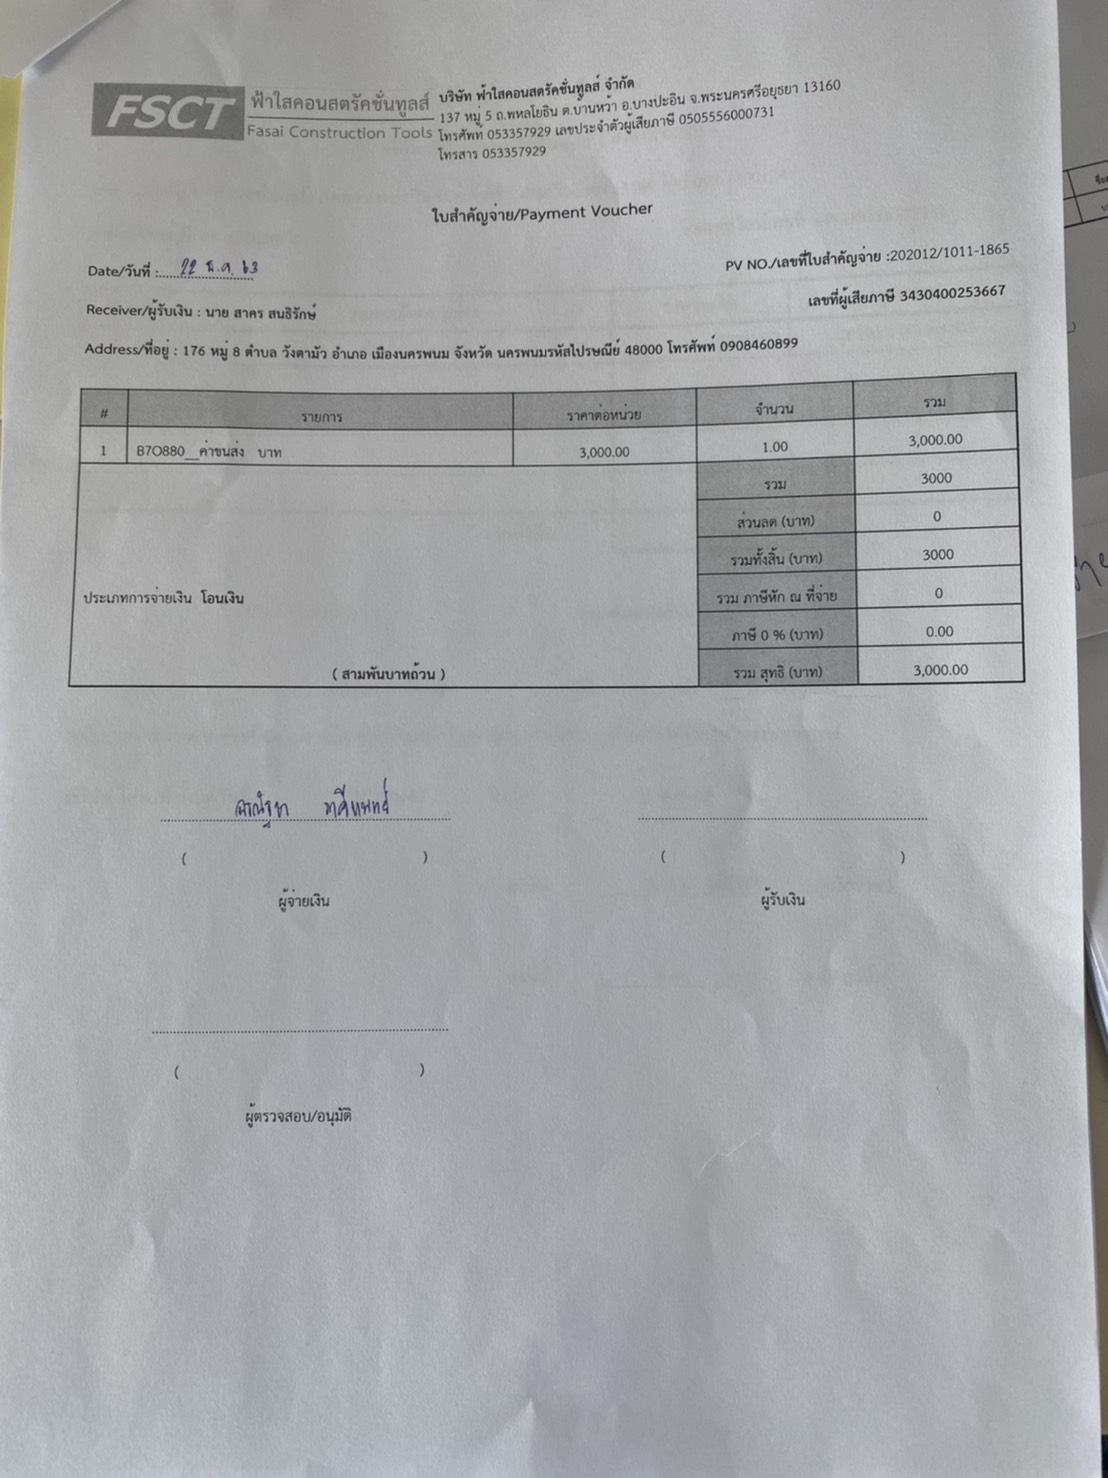 FSCT
ฟ้าใสคอนสตรัคชั่นทูลส์
Fasai Construction Tools
บริษัท ฟ้าใสคอนสตรัคชั่นทูลส์ จำกัด
137 หมู่ 5 ถ.พหลโยธิน ต.บ้านหว้า อ.บางปะอิน จ.พระนครศรีอยุธยา 13160
โทรศัพท์ 053357929 เลขประจำตัวผู้เสียภาษี 0505556000731
โทรสาร 053357929
ใบสำคัญจ่าย/Payment Voucher
Date/วันที่ : 22 ธ.ค. 63
PV NO./เลขที่ใบสำคัญจ่าย :202012/1011-1865
Receiver/ผู้รับเงิน : นาย สาคร สนธิรักษ์
เลขที่ผู้เสียภาษี 3430400253667
Address/ที่อยู่ : 176 หมู่ 8 ตำบล วังตามัว อำเภอ เมืองนครพนม จังหวัด นครพนมรหัสไปรษณีย์ 48000 โทรศัพท์ 0908460899
# รายการ ราคาต่อหน่วย จำนวน รวม
1 B7O880__ค่าขนส่ง บาท 3,000.00 1.00 3,000.00
รวม 3000
ส่วนลด (บาท) 0
รวมทั้งสิ้น (บาท) 3000
ประเภทการจ่ายเงิน โอนเงิน
รวม ภาษีหัก ณ ที่จ่าย 0
ภาษี 0 % (บาท) 0.00
( สามพันบาทถ้วน )
รวม สุทธิ (บาท) 3,000.00
( )
( )
ผู้จ่ายเงิน
ผู้รับเงิน
( )
ผู้ตรวจสอบ/อนุมัติ